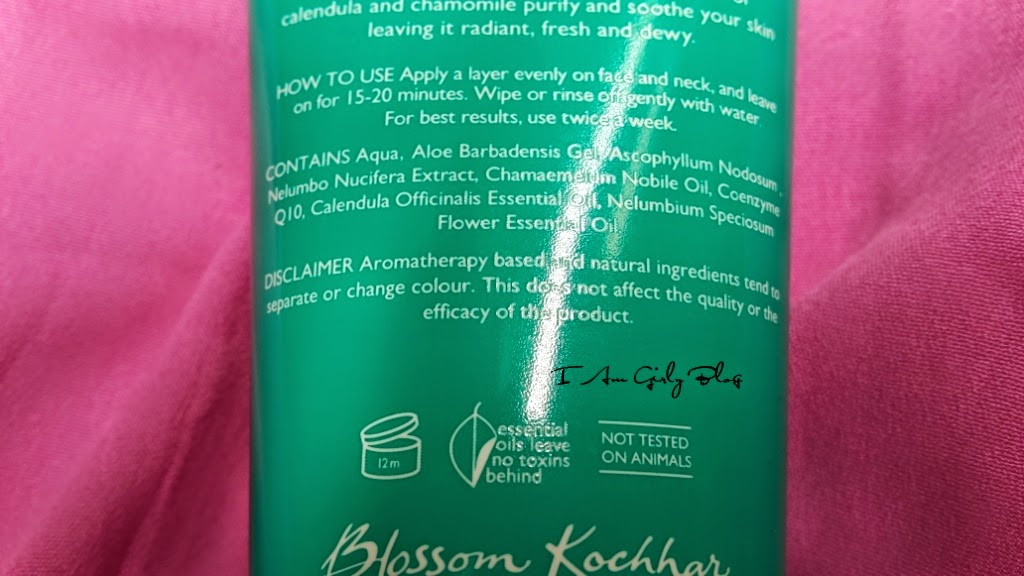 calendula and chamomile purify and soothe your skin
leaving it radiant, fresh and dewy.
HOW TO USE Apply a layer evenly on face and neck, and leave
on for 15-20 minutes. Wipe or rinse off gently with water.
For best results, use twice a week.
CONTAINS Aqua, Aloe Barbadensis Gel, Ascophyllum Nodosum,
Nelumbo Nucifera Extract, Chamaemelum Nobile Oil, Coenzyme
Q10, Calendula Officinalis Essential Oil, Nelumbium Speciosum
Flower Essential Oil
DISCLAIMER Aromatherapy based and natural ingredients tend to
separate or change colour. This does not affect the quality or the
efficacy of the product.
I Am Girly Blog
12m
essential
oils leave
no toxins
behind
NOT TESTED
ON ANIMALS
Blossom Kochhar